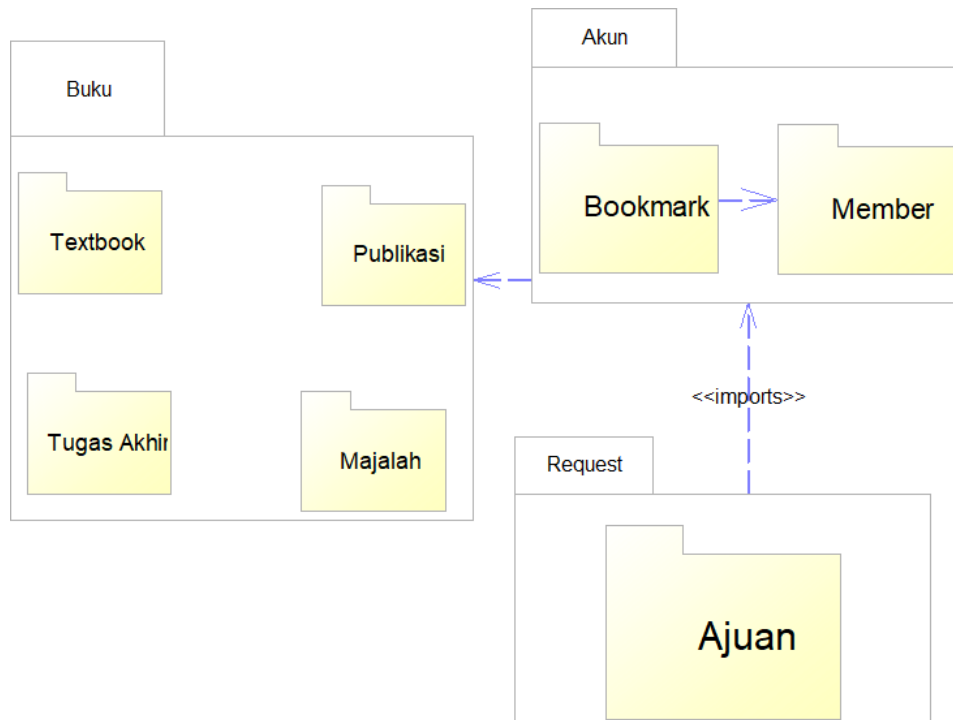 Buku
Textbook
Publikasi
Tugas Akhir
Majalah
Akun
Bookmark
Member
<<imports>>
Request
Ajuan